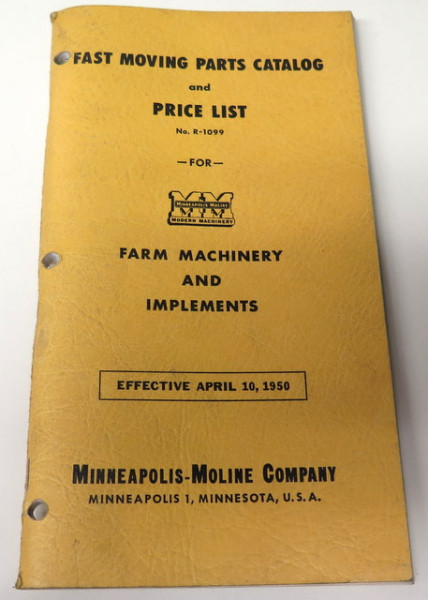 FAST MOVING PARTS CATALOG
and
PRICE LIST
No. R-1099
—FOR—
MM
MINNEAPOLIS-MOLINE
MTM
MODERN MACHINERY
FARM MACHINERY
AND
IMPLEMENTS
EFFECTIVE APRIL 10, 1950
MINNEAPOLIS-MOLINE COMPANY
MINNEAPOLIS 1, MINNESOTA, U.S.A.